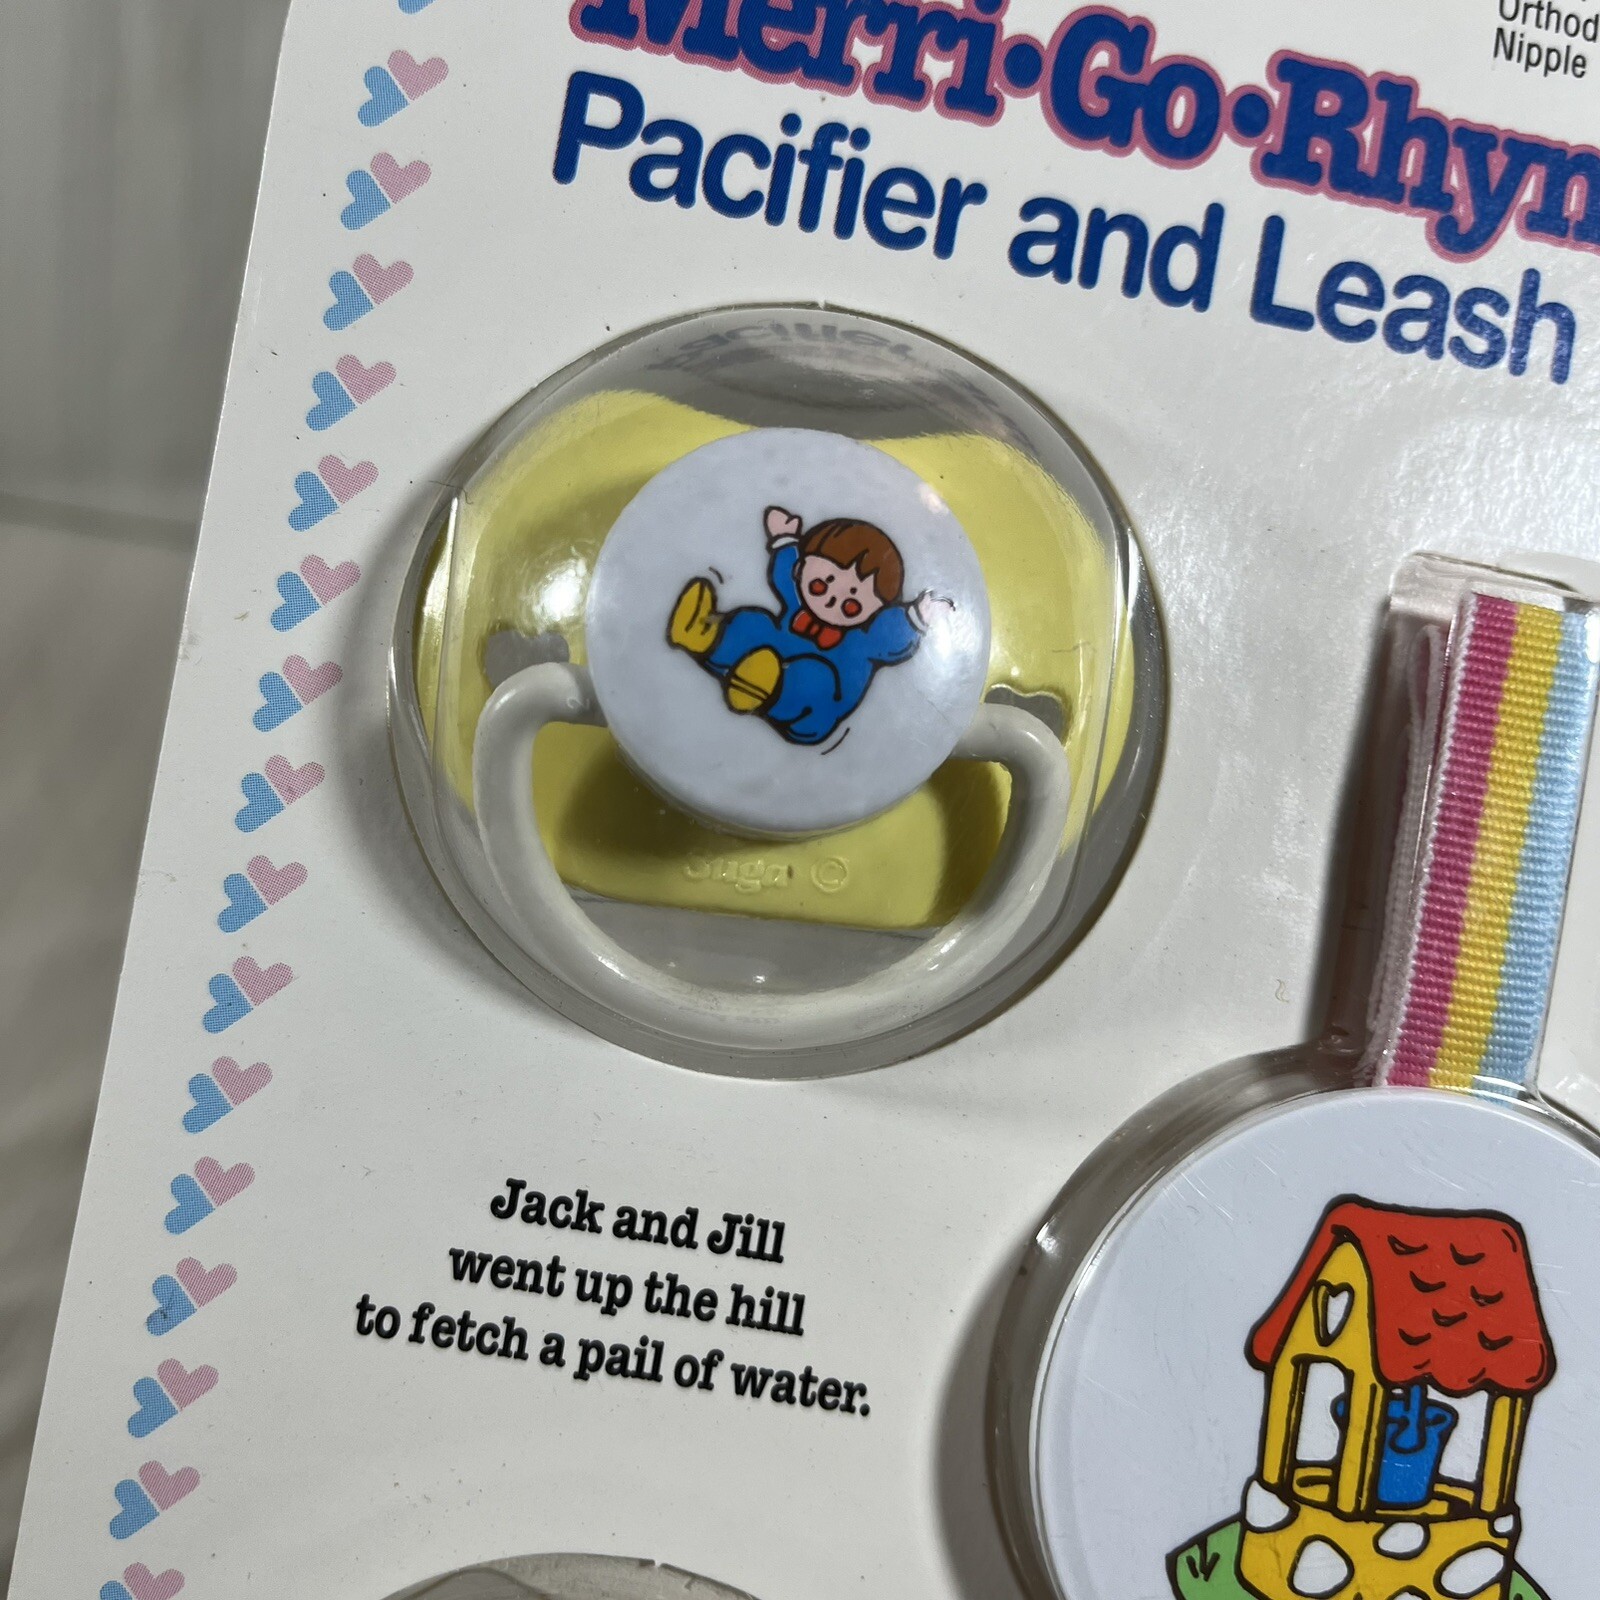 Orthod
Nipple
Merri•Go•Rhym
Pacifier and Leash
Suga ©
Jack and Jill
went up the hill
to fetch a pail of water.